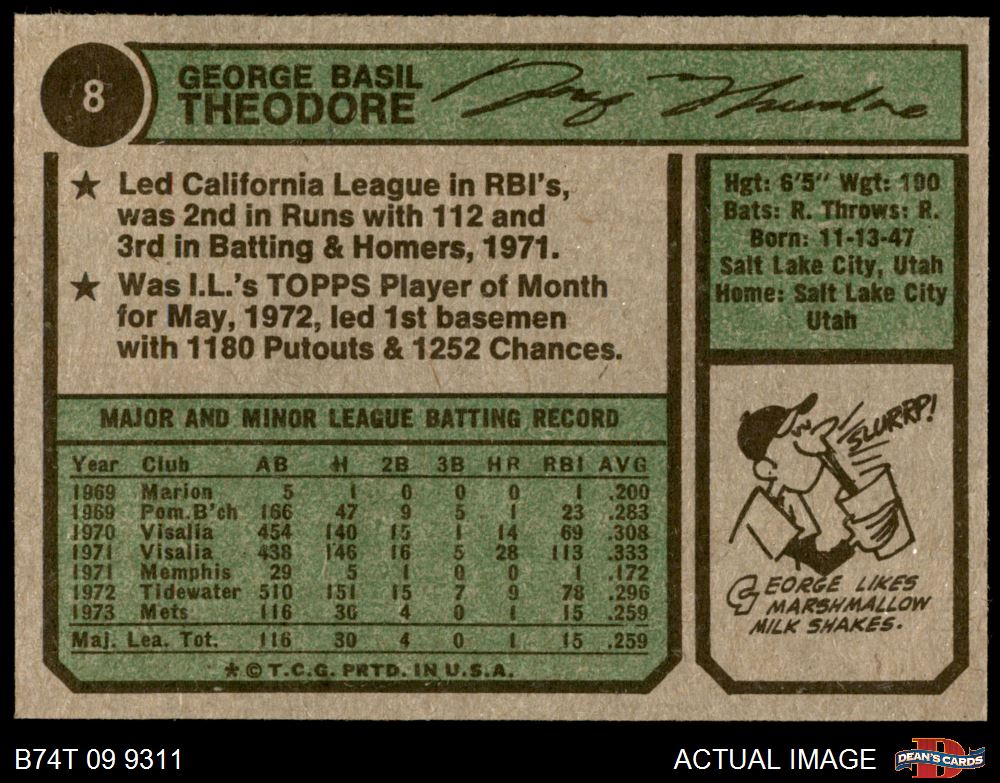 8
GEORGE BASIL
THEODORE
George Theodore
★ Led California League in RBI's,
was 2nd in Runs with 112 and
3rd in Batting & Homers, 1971.
★ Was I.L.'s TOPPS Player of Month
for May, 1972, led 1st basemen
with 1180 Putouts & 1252 Chances.
MAJOR AND MINOR LEAGUE BATTING RECORD
Year Club AB H 2B 3B HR RBI AVG
1969 Marion 5 1 0 0 0 1 .200
1969 Pom.B'ch 166 47 9 5 1 23 .283
1970 Visalia 454 140 15 1 14 69 .308
1971 Visalia 438 146 16 5 28 113 .333
1971 Memphis 29 5 1 0 0 1 .172
1972 Tidewater 510 151 15 7 9 78 .296
1973 Mets 116 30 4 0 1 15 .259
Maj. Lea. Tot. 116 30 4 0 1 15 .259
* © T.C.G. PRTD. IN U.S.A.
Hgt: 6'5" Wgt: 190
Bats: R. Throws: R.
Born: 11-13-47
Salt Lake City, Utah
Home: Salt Lake City
Utah
SLURRP!
GEORGE LIKES
MARSHMALLOW
MILK SHAKES.
B74T 09 9311
ACTUAL IMAGE
DEAN'S CARDS